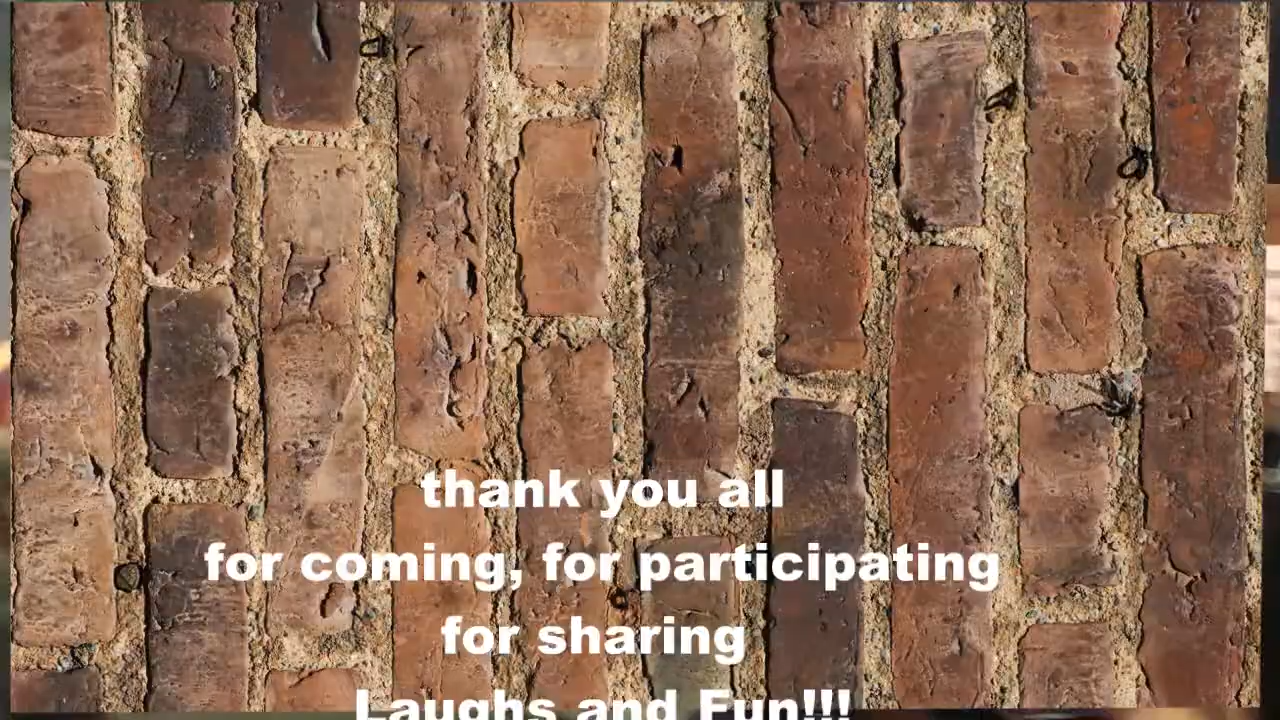 thank you all
for coming, for participating
for sharing
Laughs and Fun!!!